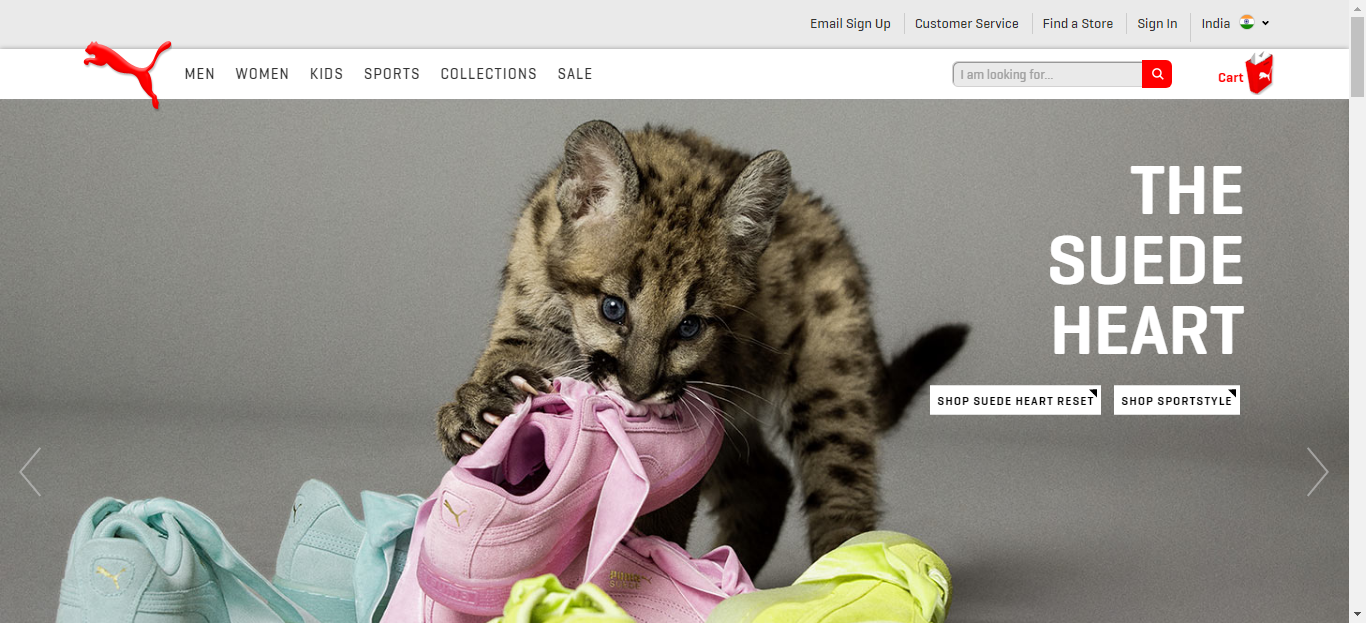 Email Sign Up Customer Service Find a Store Sign In India
MEN WOMEN KIDS SPORTS COLLECTIONS SALE I am looking for... Cart
THE
SUEDE
HEART
SHOP SUEDE HEART RESET SHOP SPORTSTYLE